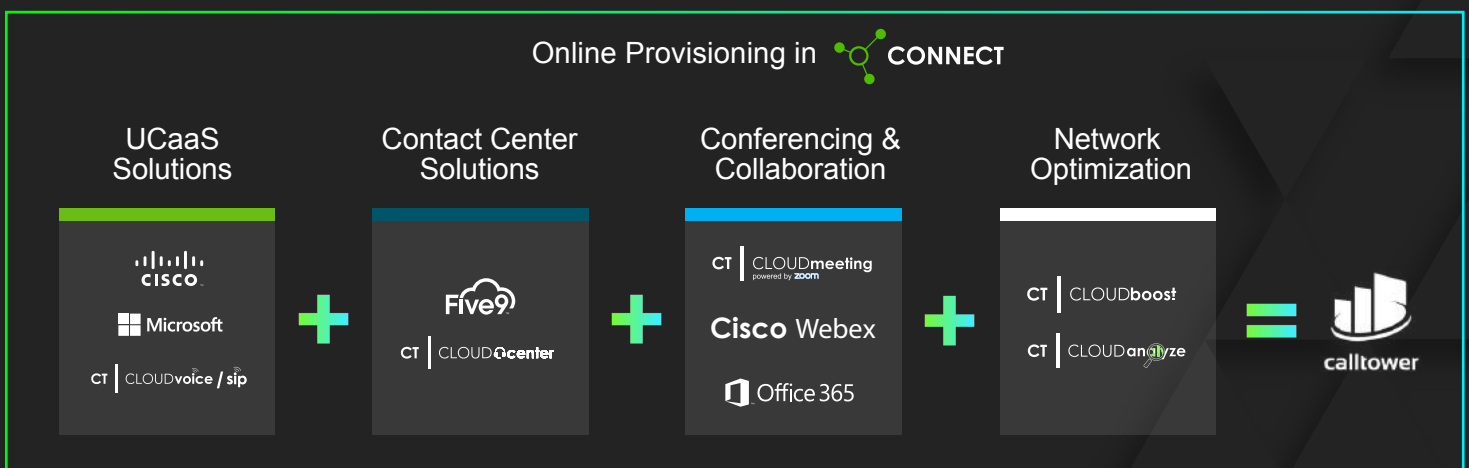 Online Provisioning in CONNECT
UCaaS
Solutions
Contact Center
Solutions
Conferencing &
Collaboration
Network
Optimization
CISCO
Microsoft
CT CLOUDvoice / sip
Five9
CT CLOUDcenter
CT CLOUDmeeting
powered by zoom
Cisco Webex
Office 365
CT CLOUDboost
CT CLOUDanalyze
calltower